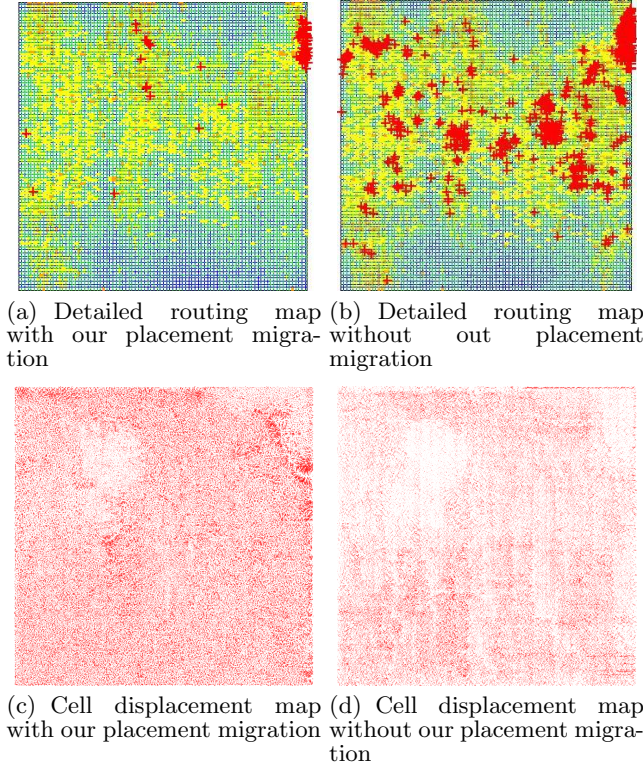 (a) Detailed routing map
with our placement migra-
tion
(b) Detailed routing map
without out placement
migration
(c) Cell displacement map
with our placement migration
(d) Cell displacement map
without our placement migra-
tion